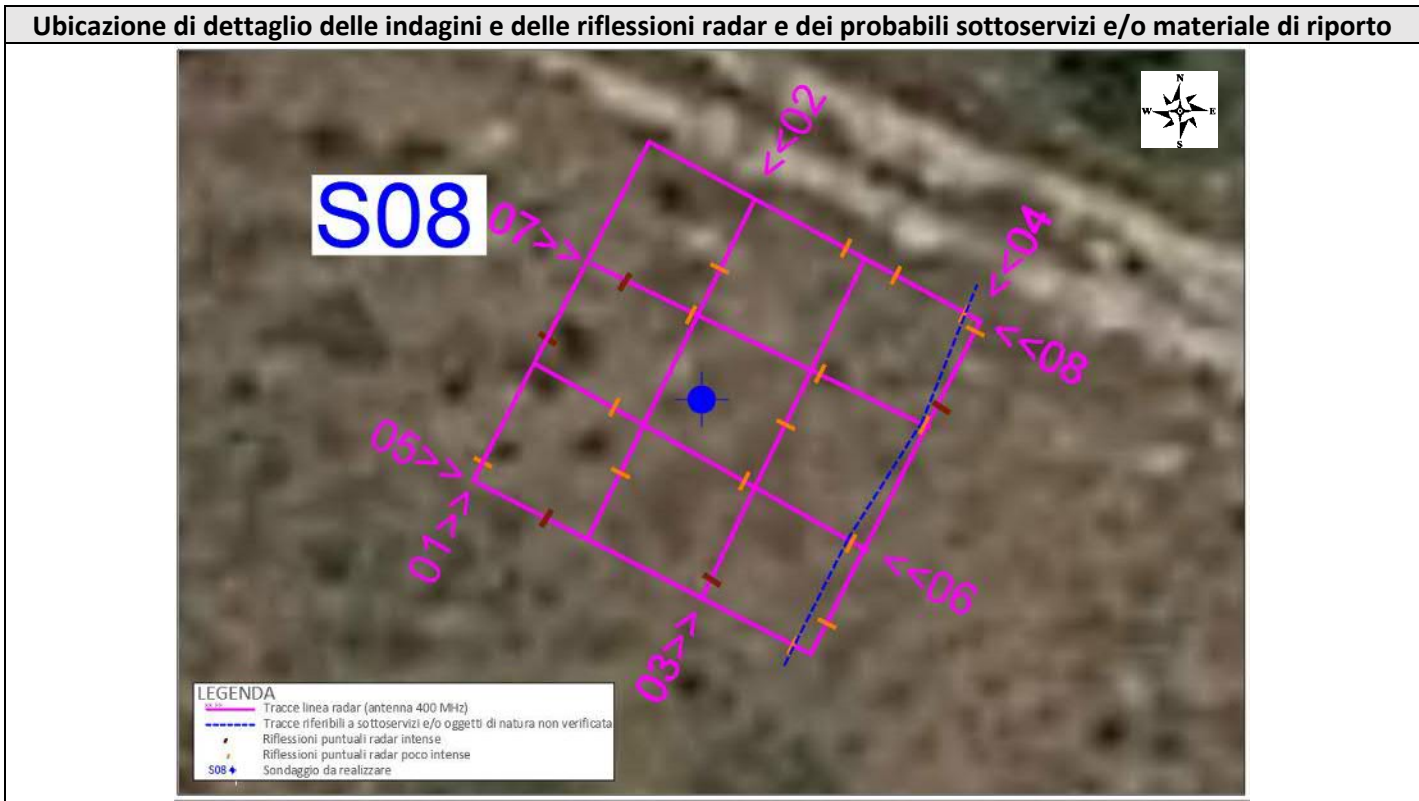 Ubicazione di dettaglio delle indagini e delle riflessioni radar e dei probabili sottoservizi e/o materiale di riporto
N
W E
S
<<02
S08
07>>
<<04
<<08
05>>
01>>
<<06
03>>
LEGENDA
Tracce linea radar (antenna 400 MHz)
Tracce riferibili a sottoservizi e/o oggetti di natura non verificata
Riflessioni puntuali radar intense
Riflessioni puntuali radar poco intense
S08 Sondaggio da realizzare